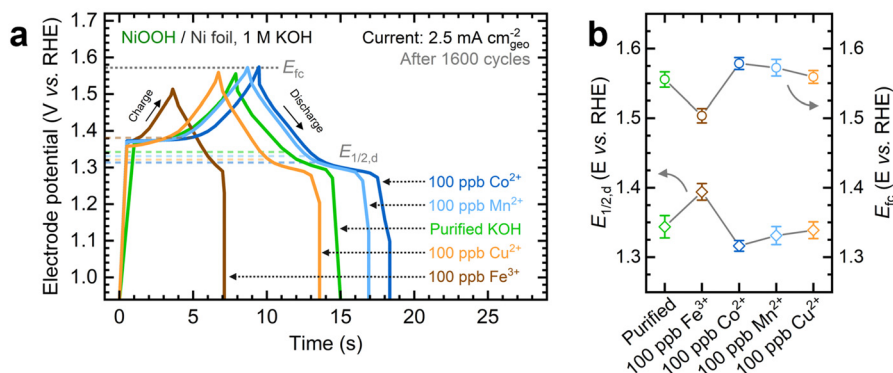 a
NiOOH / Ni foil, 1 M KOH
Current: 2.5 mA cm⁻²geo
After 1600 cycles
Efc
Charge
Discharge
E1/2,d
100 ppb Co²⁺
100 ppb Mn²⁺
Purified KOH
100 ppb Cu²⁺
100 ppb Fe³⁺
Electrode potential (V vs. RHE)
1.7
1.6
1.5
1.4
1.3
1.2
1.1
1.0
0 5 10 15 20 25
Time (s)
b
E1/2,d (E vs. RHE)
1.6
1.5
1.4
1.3
Efc (E vs. RHE)
1.6
1.5
1.4
1.3
Purified
100 ppb Fe³⁺
100 ppb Co²⁺
100 ppb Mn²⁺
100 ppb Cu²⁺